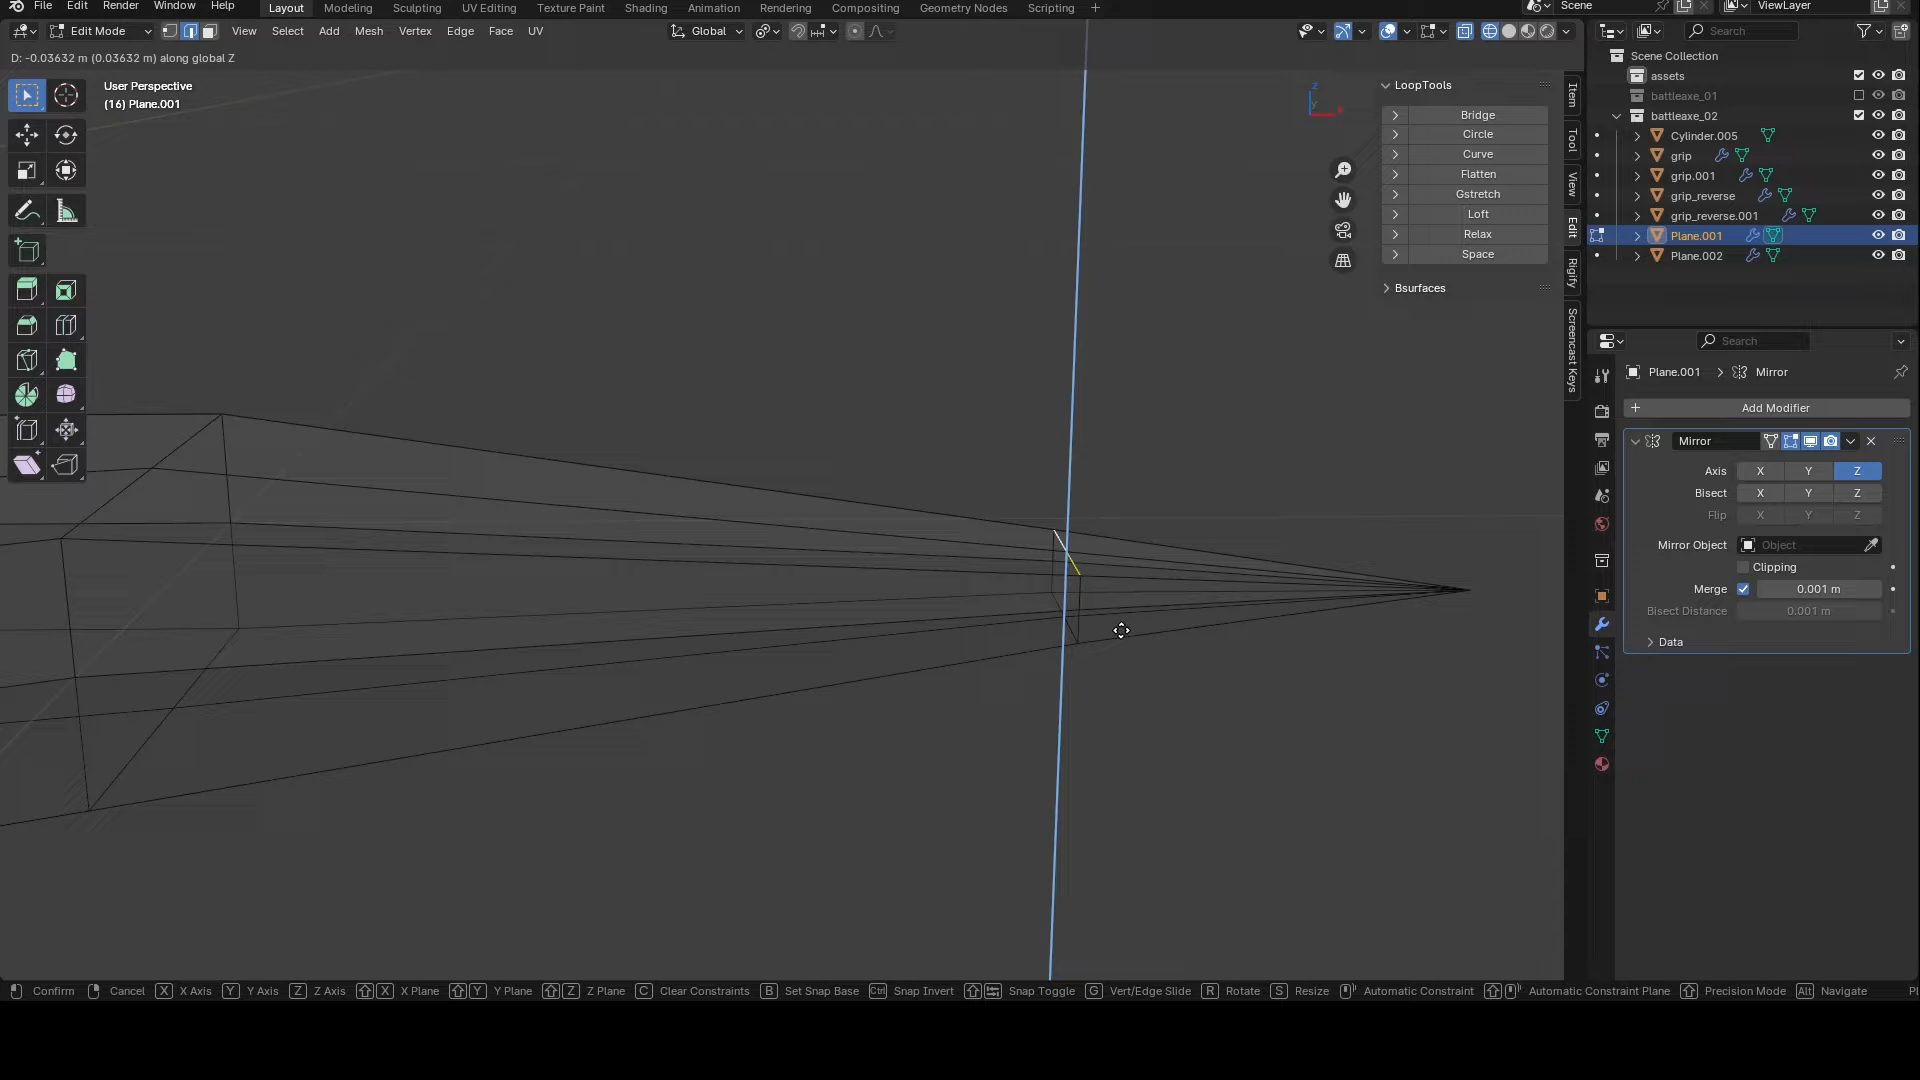 File Edit Render Window Help Layout Modeling Sculpting UV Editing Texture Paint Shading Animation Rendering Compositing Geometry Nodes Scripting + Scene ViewLayer
Edit Mode View Select Add Mesh Vertex Edge Face UV Global Search
D: -0.03632 m (0.03632 m) along global Z
User Perspective
(16) Plane.001
Z
Y
X
LoopTools
Bridge
Circle
Curve
Flatten
Gstretch
Loft
Relax
Space
Bsurfaces
Item
Tool
View
Edit
Rigify
Screencast Keys
Scene Collection
assets
battleaxe_01
battleaxe_02
Cylinder.005
grip
grip.001
grip_reverse
grip_reverse.001
Plane.001
Plane.002
Search
Plane.001 > Mirror
+ Add Modifier
Mirror
Axis X Y Z
Bisect X Y Z
Flip X Y Z
Mirror Object Object
Clipping
Merge 0.001 m
Bisect Distance 0.001 m
Data
Confirm Cancel X X Axis Y Y Axis Z Z Axis X X Plane Y Y Plane Z Z Plane C Clear Constraints B Set Snap Base Ctrl Snap Invert Snap Toggle G Vert/Edge Slide R Rotate S Resize Automatic Constraint Automatic Constraint Plane Precision Mode Alt Navigate Pl